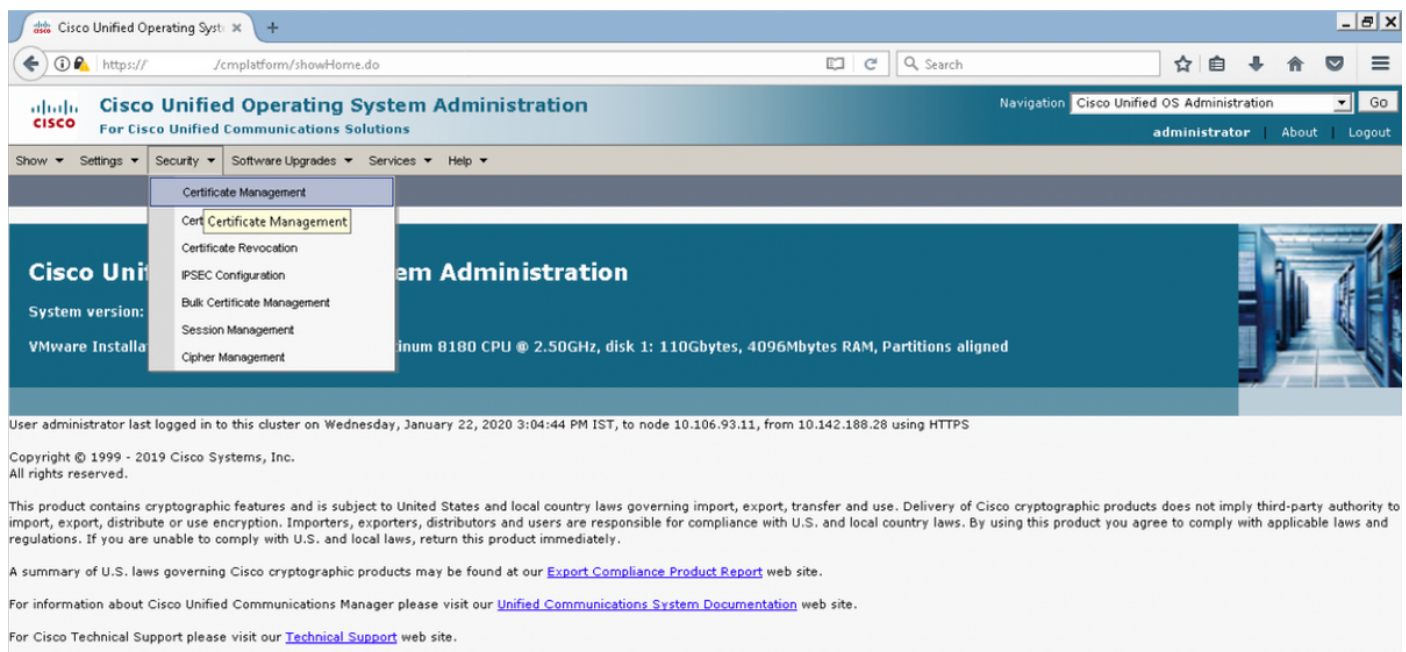 Cisco Unified Operating Syst
https:// /cmplatform/showHome.do
Search
CISCO
Cisco Unified Operating System Administration
For Cisco Unified Communications Solutions
Navigation Cisco Unified OS Administration Go
administrator | About | Logout
Show Settings Security Software Upgrades Services Help
Certificate Management
Cert
Certificate Management
Certificate Revocation
IPSEC Configuration
Bulk Certificate Management
Session Management
Cipher Management
Cisco Unif em Administration
System version:
VMware Installa inum 8180 CPU @ 2.50GHz, disk 1: 110Gbytes, 4096Mbytes RAM, Partitions aligned
User administrator last logged in to this cluster on Wednesday, January 22, 2020 3:04:44 PM IST, to node 10.106.93.11, from 10.142.188.28 using HTTPS
Copyright © 1999 - 2019 Cisco Systems, Inc.
All rights reserved.
This product contains cryptographic features and is subject to United States and local country laws governing import, export, transfer and use. Delivery of Cisco cryptographic products does not imply third-party authority to
import, export, distribute or use encryption. Importers, exporters, distributors and users are responsible for compliance with U.S. and local country laws. By using this product you agree to comply with applicable laws and
regulations. If you are unable to comply with U.S. and local laws, return this product immediately.
A summary of U.S. laws governing Cisco cryptographic products may be found at our Export Compliance Product Report web site.
For information about Cisco Unified Communications Manager please visit our Unified Communications System Documentation web site.
For Cisco Technical Support please visit our Technical Support web site.